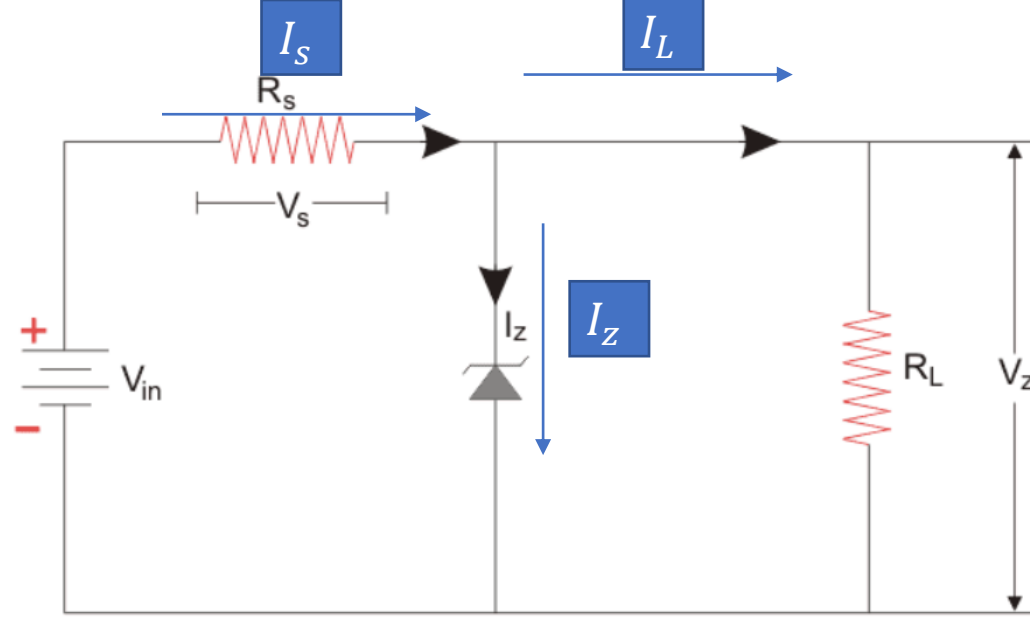 I_s
I_L
R_s
V_s
I_z
I_z
+
V_in
−
R_L
V_z